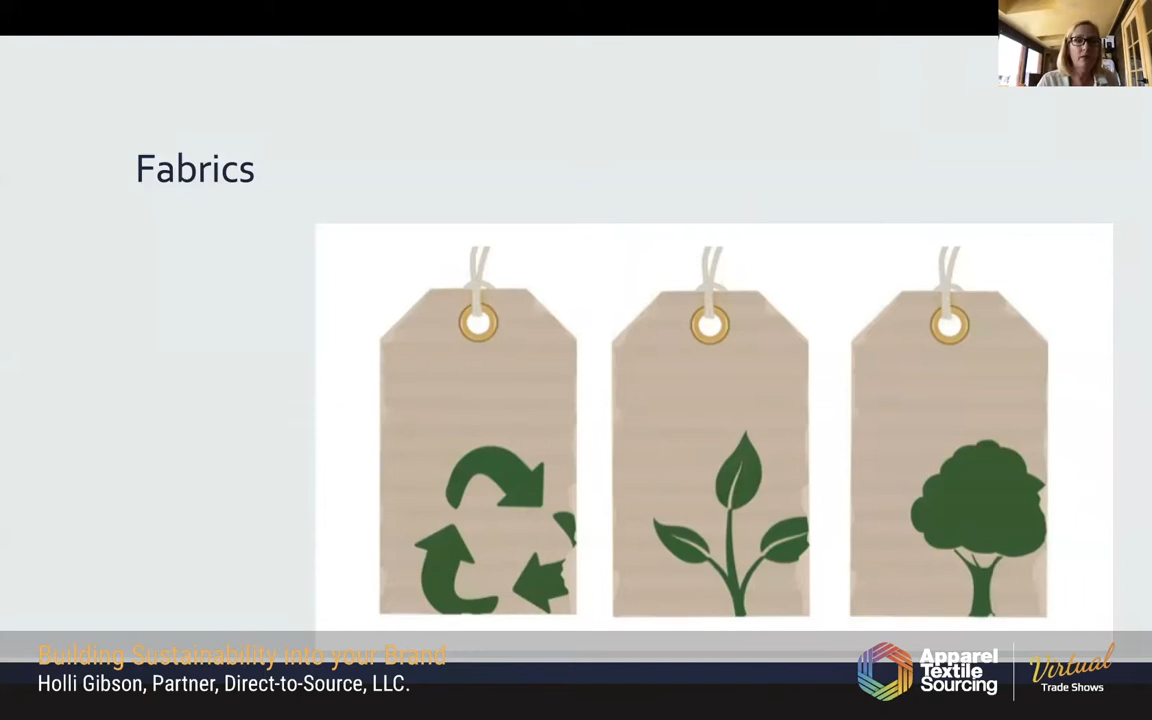 Fabrics
Building Sustainability into your Brand
Holli Gibson, Partner, Direct-to-Source, LLC.
Apparel
Textile
Sourcing
Virtual
Trade Shows